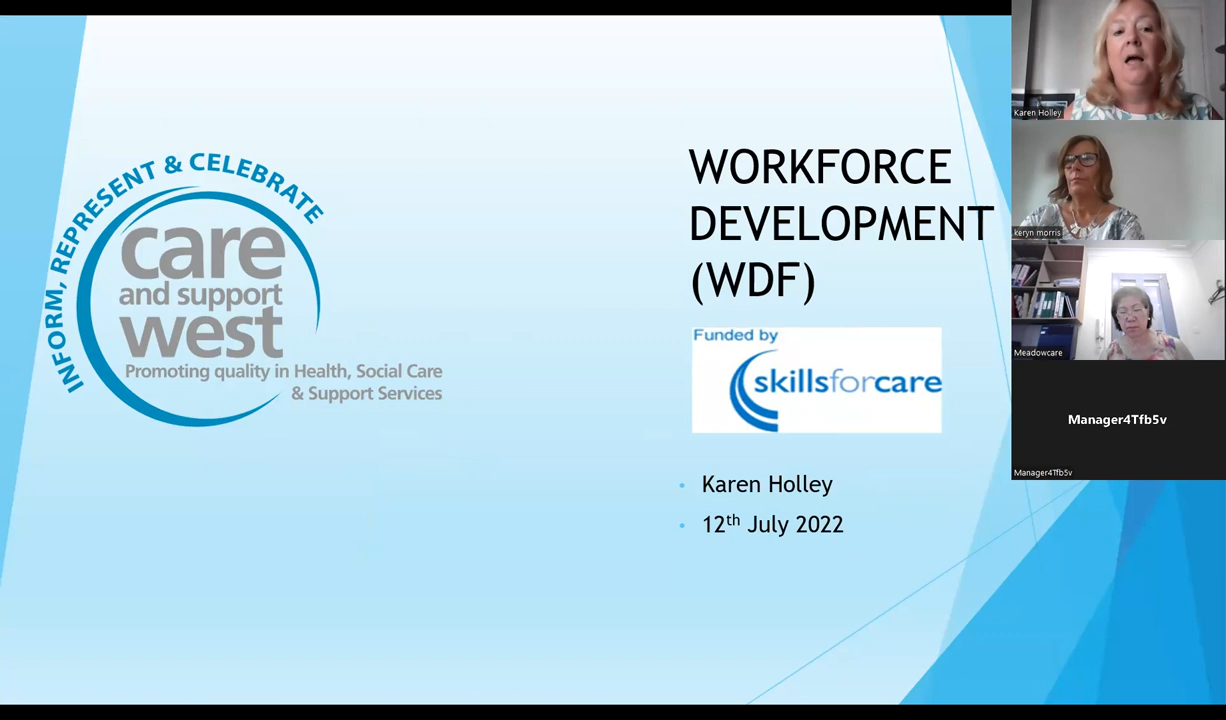 INFORM, REPRESENT & CELEBRATE
care
and support
west
Promoting quality in Health, Social Care
& Support Services
WORKFORCE
DEVELOPMENT
(WDF)
Funded by
skillsforcare
• Karen Holley
• 12th July 2022
Karen Holley
keryn morris
Meadowcare
Manager4Tfb5v
Manager4Tfb5v